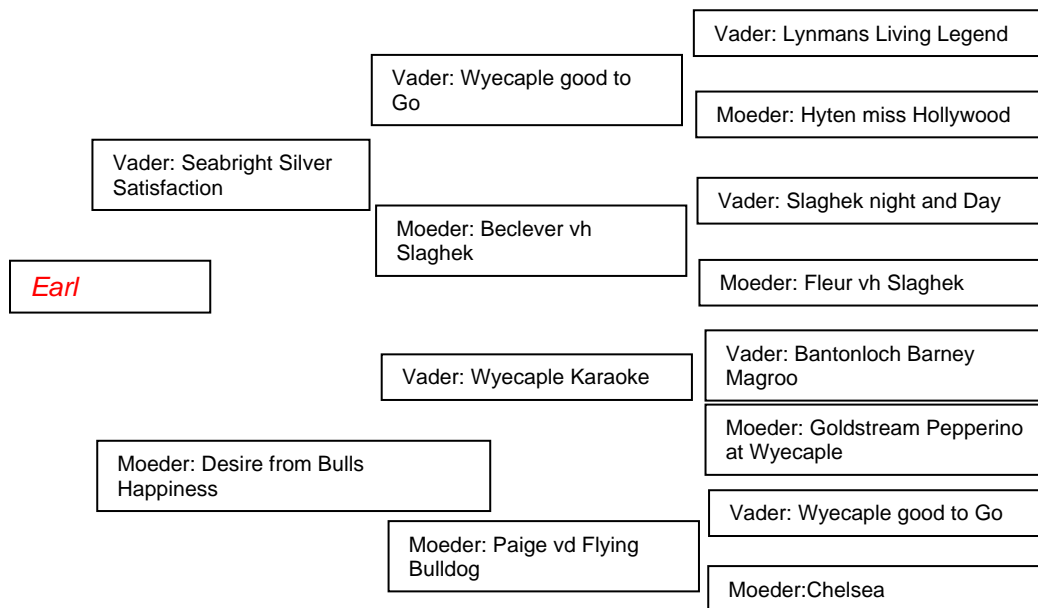 Vader: Lynmans Living Legend
Vader: Wyecaple good to
Go
Moeder: Hyten miss Hollywood
Vader: Seabright Silver
Satisfaction
Vader: Slaghek night and Day
Moeder: Beclever vh
Slaghek
Earl
Moeder: Fleur vh Slaghek
Vader: Bantonloch Barney
Magroo
Vader: Wyecaple Karaoke
Moeder: Goldstream Pepperino
at Wyecaple
Moeder: Desire from Bulls
Happiness
Vader: Wyecaple good to Go
Moeder: Paige vd Flying
Bulldog
Moeder:Chelsea